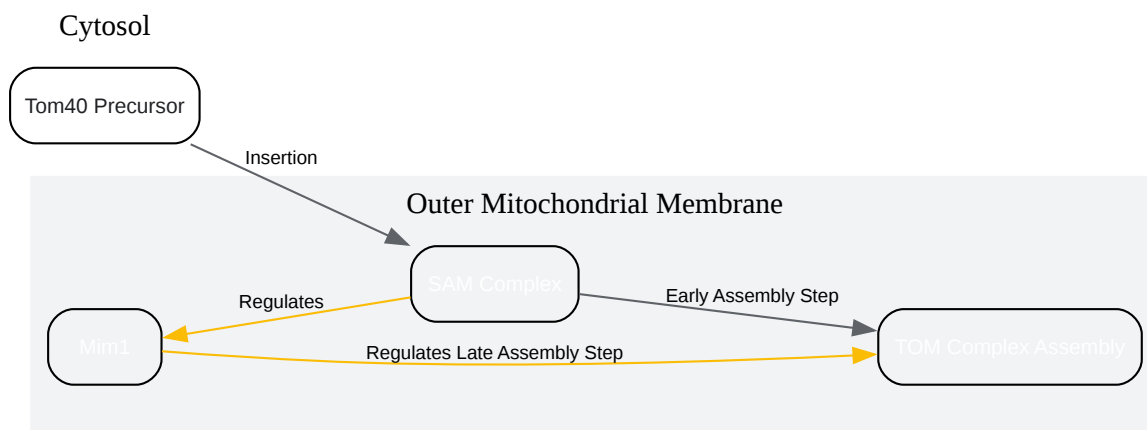 Cytosol
Tom40 Precursor
Insertion
Outer Mitochondrial Membrane
SAM Complex
Regulates
Early Assembly Step
Mim1
Regulates Late Assembly Step
TOM Complex Assembly